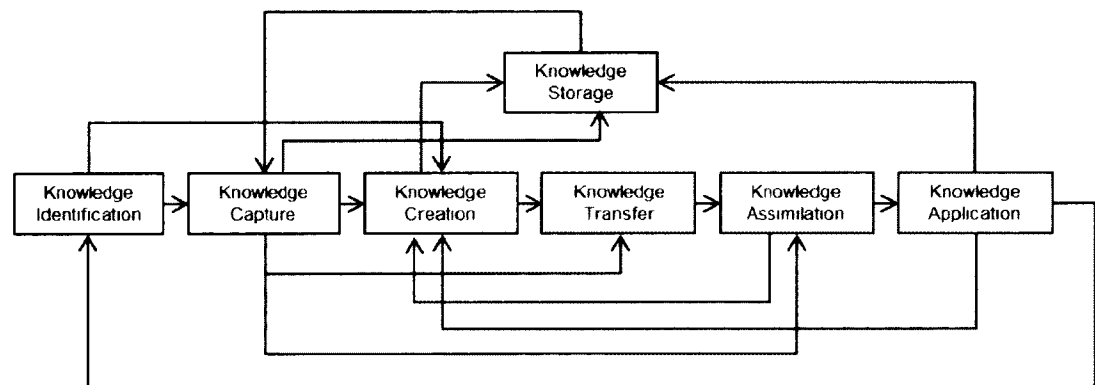 Knowledge
Storage
Knowledge
Identification
Knowledge
Capture
Knowledge
Creation
Knowledge
Transfer
Knowledge
Assimilation
Knowledge
Application